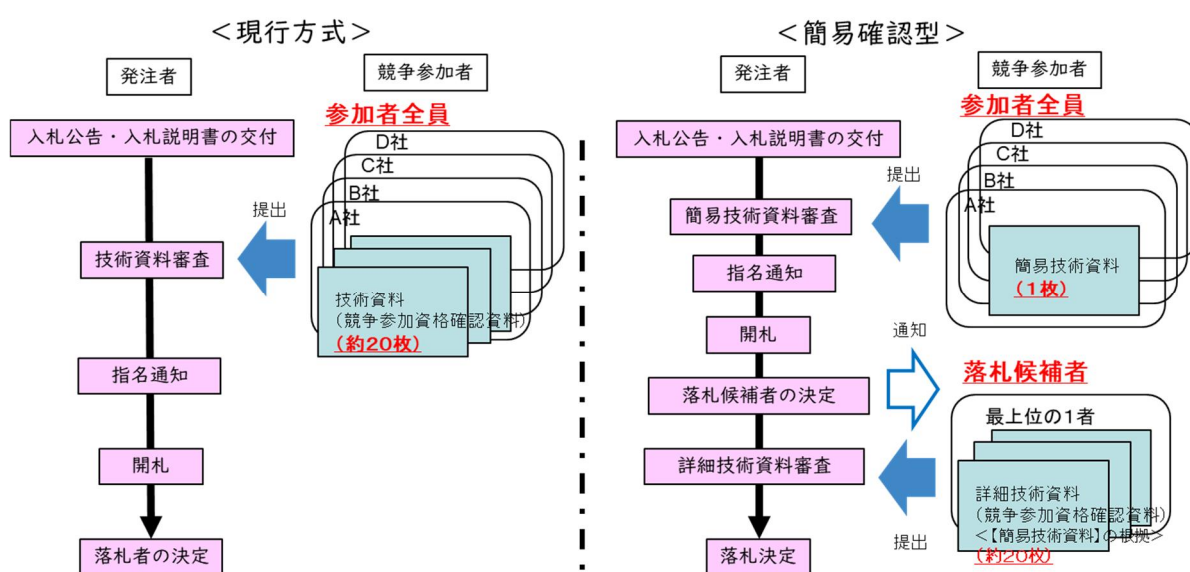 ＜現行方式＞
発注者
競争参加者
参加者全員
入札公告・入札説明書の交付
D社
C社
B社
A社
提出
技術資料審査
技術資料
(競争参加資格確認資料)
(約20枚)
指名通知
開札
落札者の決定
＜簡易確認型＞
発注者
競争参加者
参加者全員
入札公告・入札説明書の交付
D社
C社
B社
A社
提出
簡易技術資料審査
簡易技術資料
(1枚)
指名通知
開札
通知
落札候補者の決定
落札候補者
最上位の1者
詳細技術資料審査
詳細技術資料
(競争参加資格確認資料)
<【簡易技術資料】の根拠>
(約20枚)
提出
落札決定